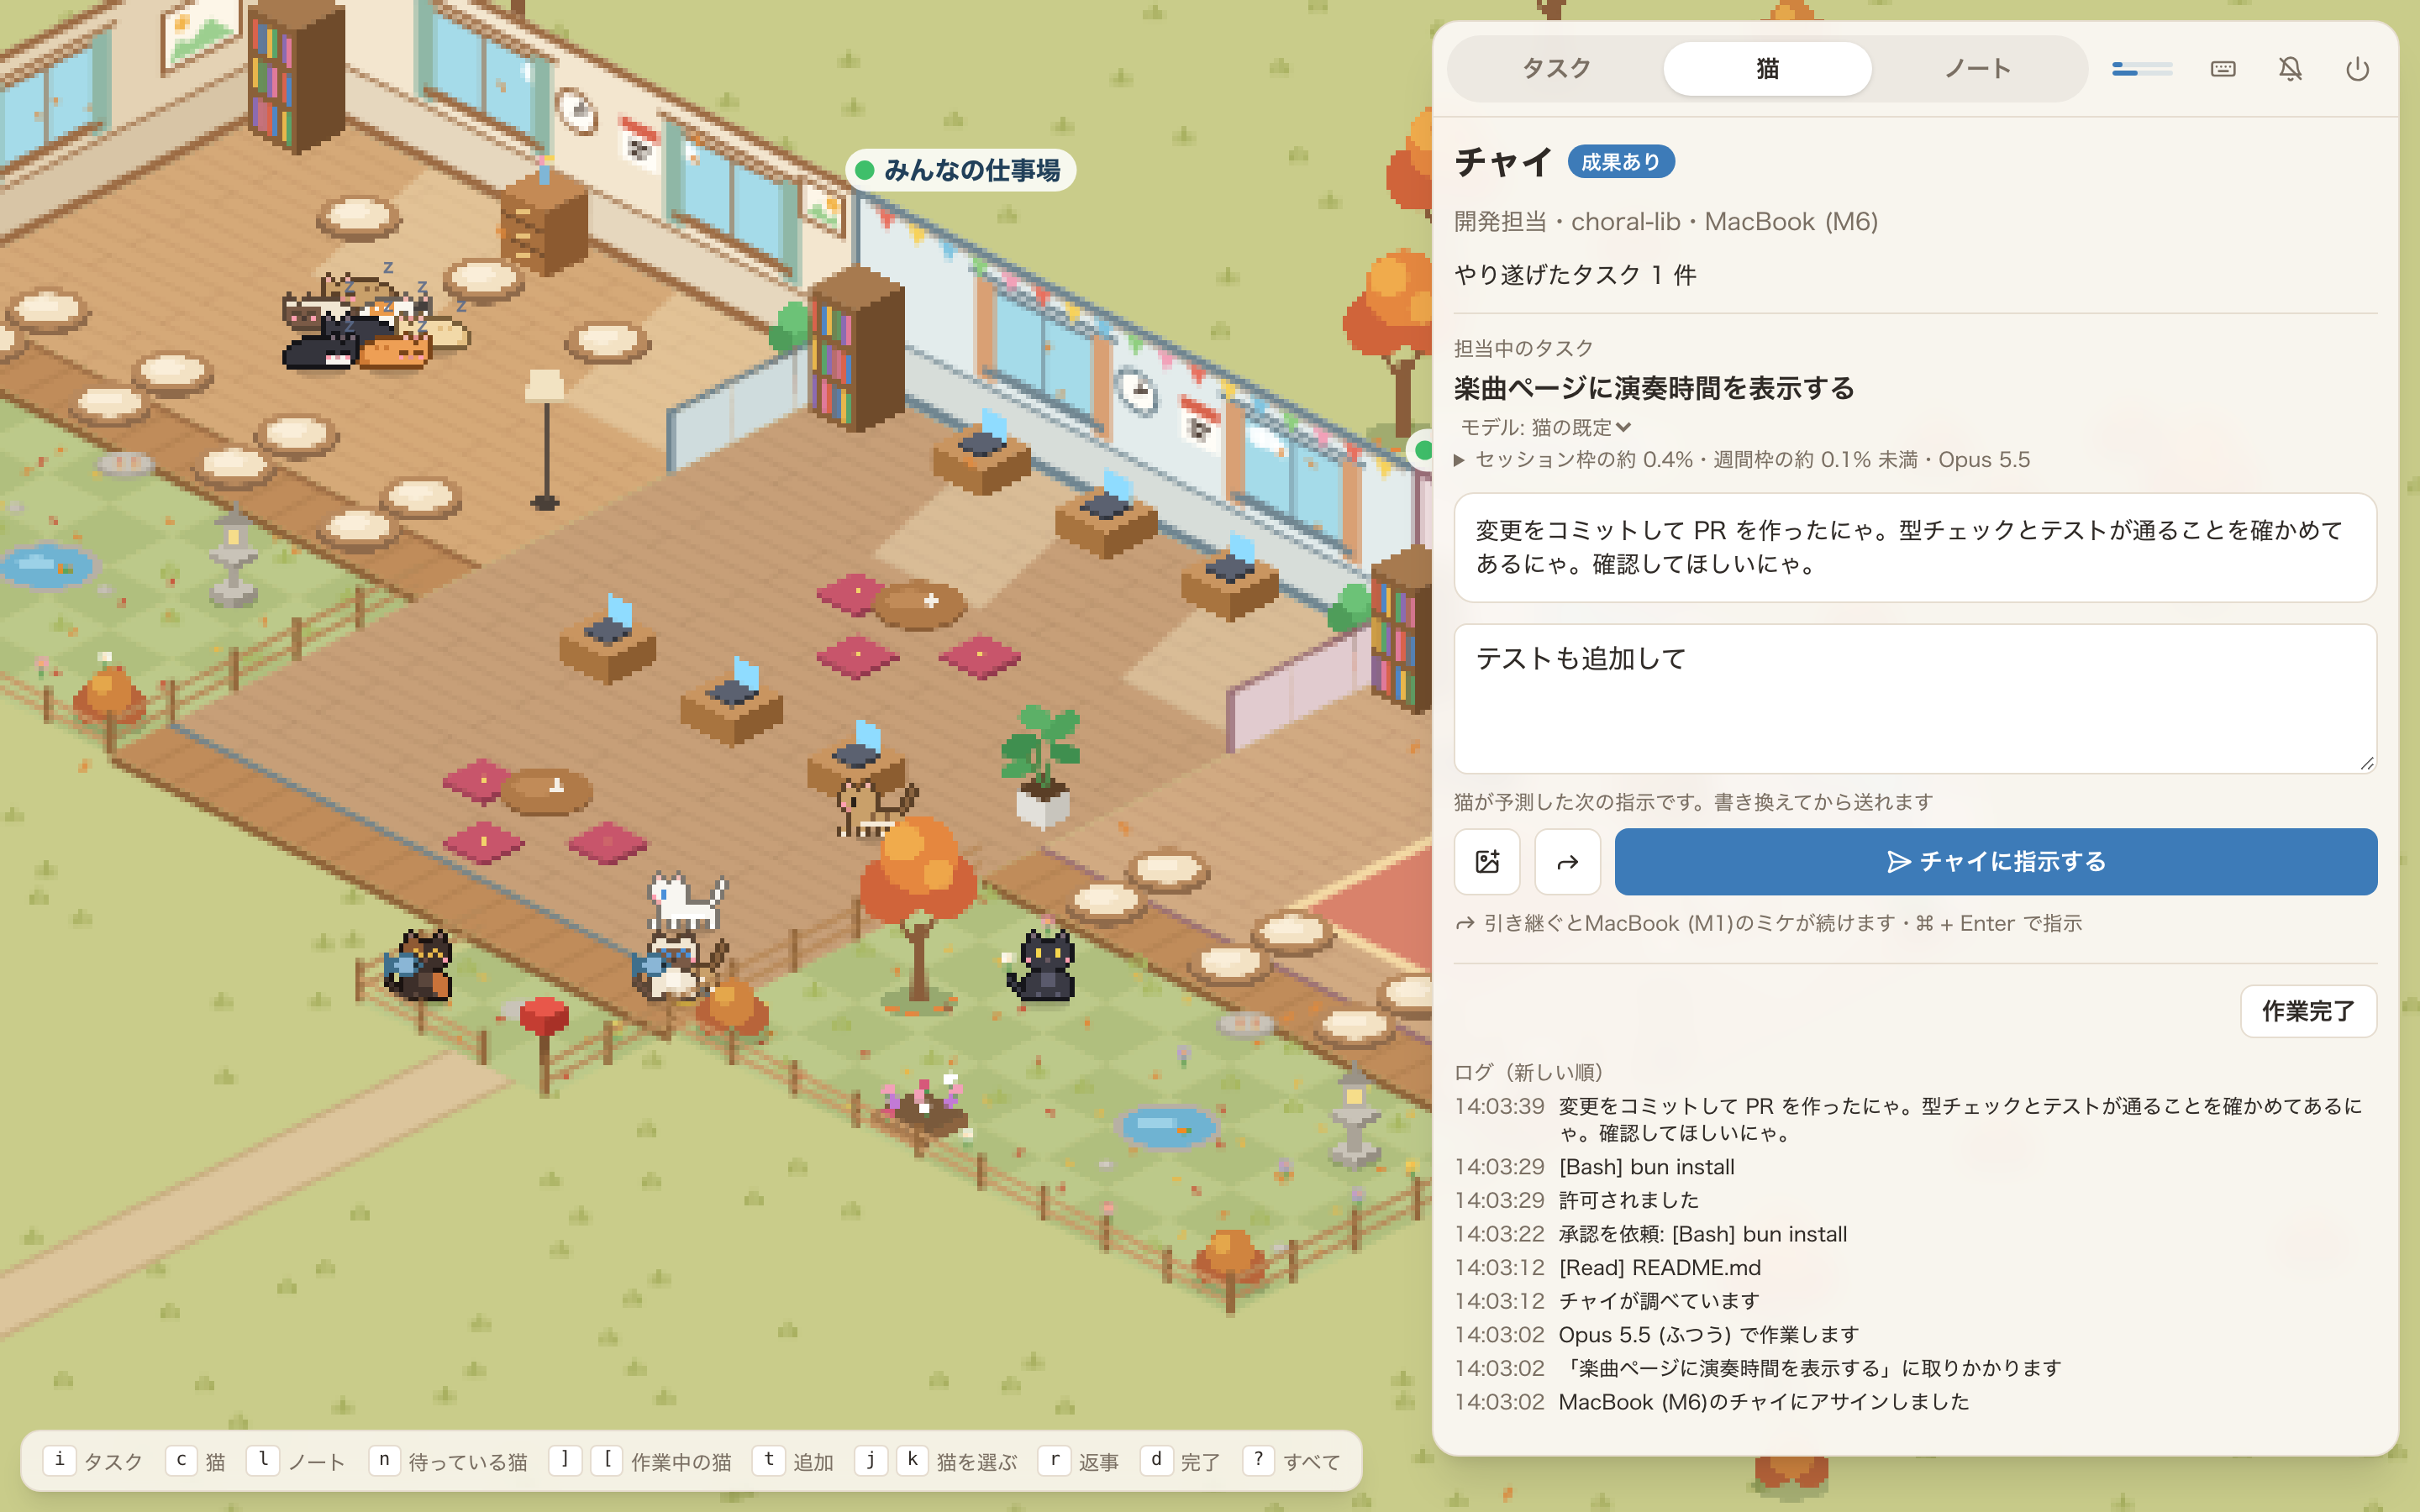 みんなの仕事場
タスク 猫 ノート
チャイ 成果あり
開発担当・choral-lib・MacBook (M6)
やり遂げたタスク 1 件
担当中のタスク
楽曲ページに演奏時間を表示する
モデル: 猫の既定
セッション枠の約 0.4%・週間枠の約 0.1% 未満・Opus 5.5
変更をコミットして PR を作ったにゃ。型チェックとテストが通ることを確かめて
あるにゃ。確認してほしいにゃ。
テストも追加して
猫が予測した次の指示です。書き換えてから送れます
チャイに指示する
引き継ぐとMacBook (M1)のミケが続けます・⌘ + Enter で指示
作業完了
ログ（新しい順）
14:03:39 変更をコミットして PR を作ったにゃ。型チェックとテストが通ることを確かめてあるに
ゃ。確認してほしいにゃ。
14:03:29 [Bash] bun install
14:03:29 許可されました
14:03:22 承認を依頼: [Bash] bun install
14:03:12 [Read] README.md
14:03:12 チャイが調べています
14:03:02 Opus 5.5 (ふつう) で作業します
14:03:02 「楽曲ページに演奏時間を表示する」に取りかかります
14:03:02 MacBook (M6)のチャイにアサインしました
i タスク c 猫 l ノート n 待っている猫 ] [ 作業中の猫 t 追加 j k 猫を選ぶ r 返事 d 完了 ? すべて
z
z
z
z
z
z
z